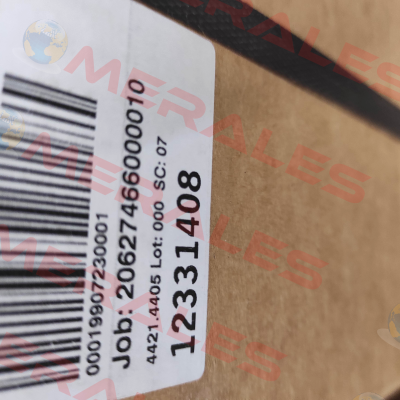 00019907230001
Job: 20627466000010
4421.4405 Lot: 000 SC: 07
12331408
MERALES
MERALES
MERALES